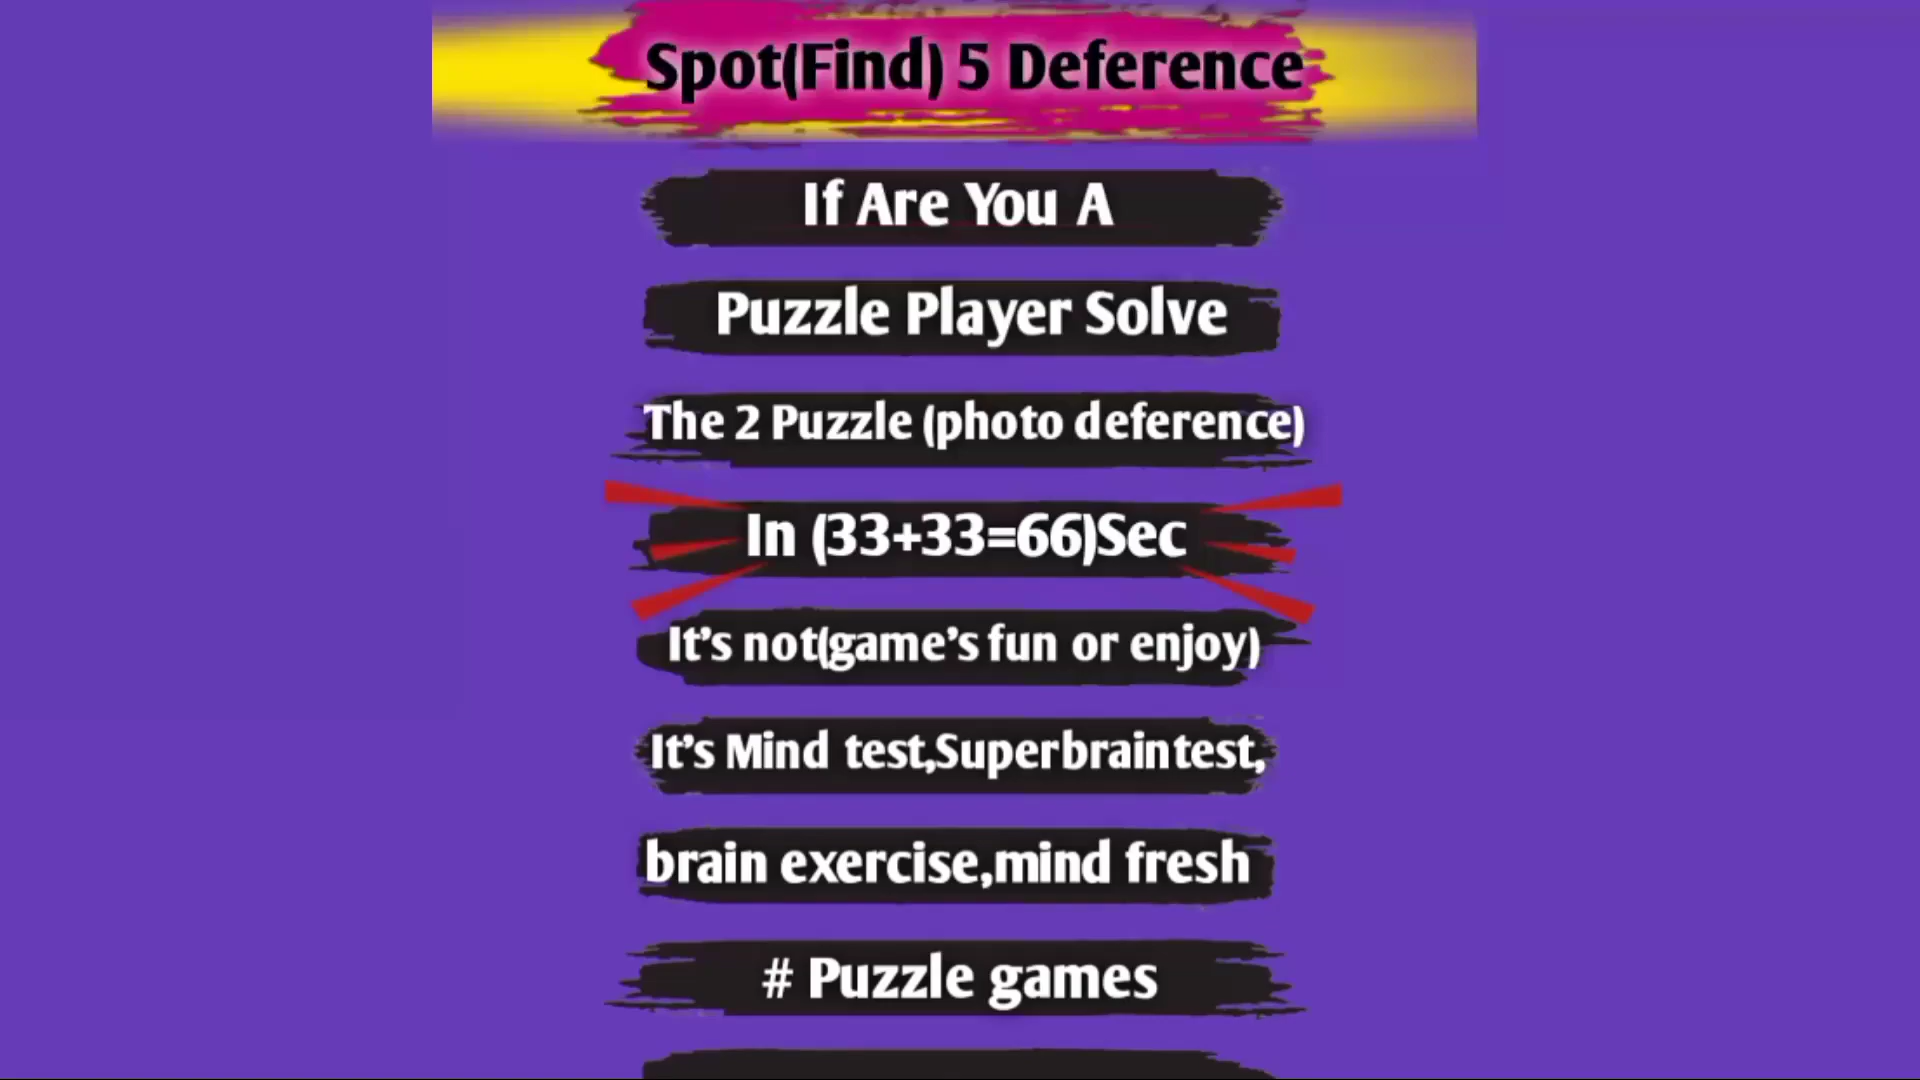 Spot(Find) 5 Deference
If Are You A
Puzzle Player Solve
The 2 Puzzle (photo deference)
In (33+33=66)Sec
It's not(game's fun or enjoy)
It's Mind test,Superbraintest,
brain exercise,mind fresh
# Puzzle games